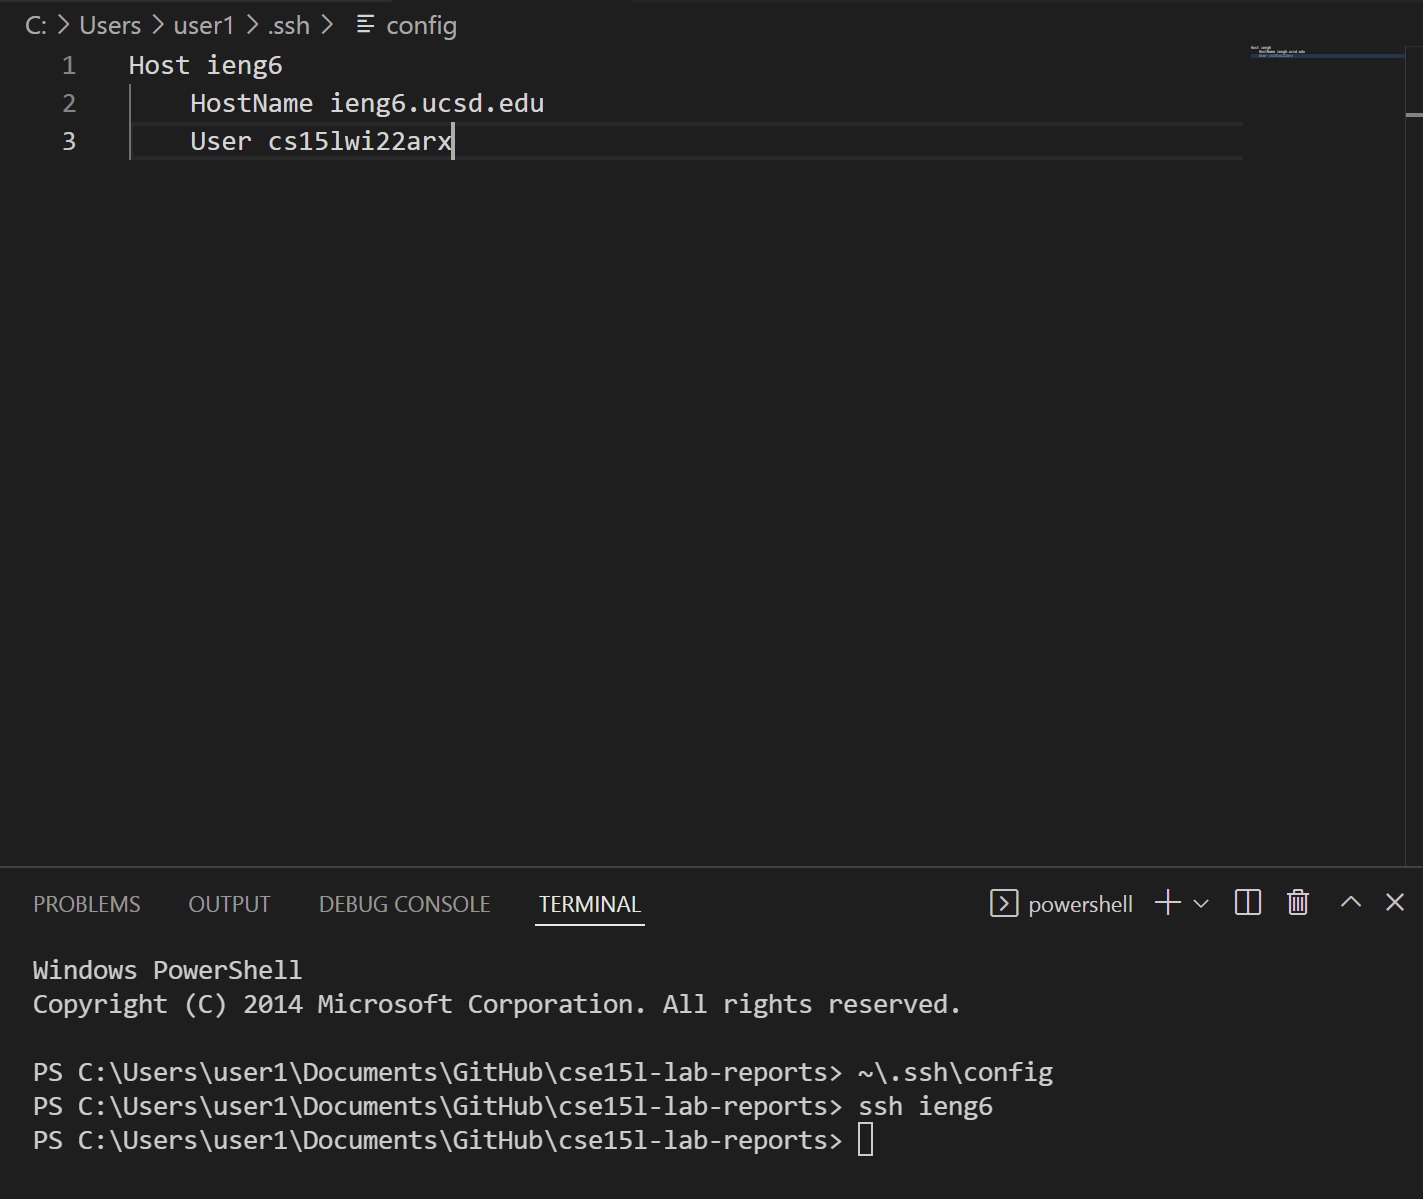 C: > Users > user1 > .ssh > config
1 Host ieng6
2 HostName ieng6.ucsd.edu
3 User cs15lwi22arx
PROBLEMS OUTPUT DEBUG CONSOLE TERMINAL powershell
Windows PowerShell
Copyright (C) 2014 Microsoft Corporation. All rights reserved.
PS C:\Users\user1\Documents\GitHub\cse15l-lab-reports> ~\.ssh\config
PS C:\Users\user1\Documents\GitHub\cse15l-lab-reports> ssh ieng6
PS C:\Users\user1\Documents\GitHub\cse15l-lab-reports>